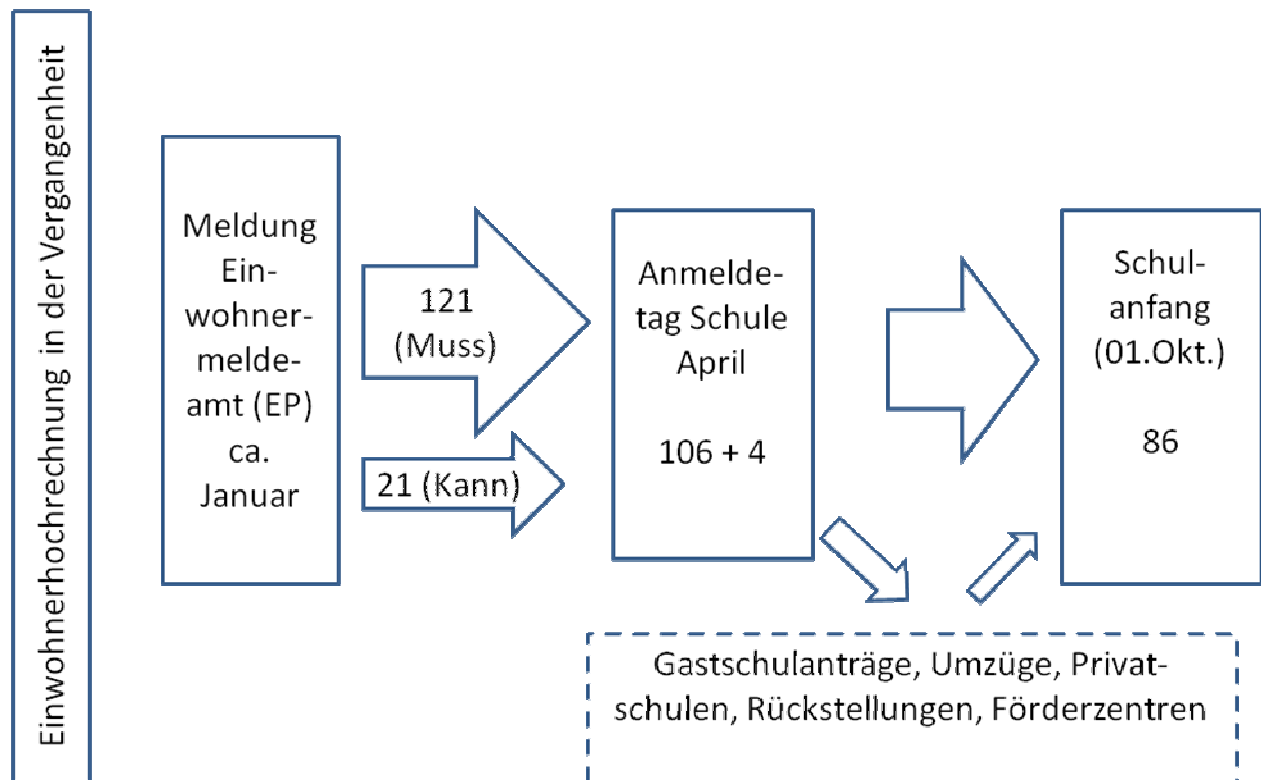 Einwohnerhochrechnung in der Vergangenheit
Meldung
Ein-
wohner-
melde-
amt (EP)
ca.
Januar
121
(Muss)
21 (Kann)
Anmelde-
tag Schule
April
106 + 4
Schul-
anfang
(01.Okt.)
86
Gastschulanträge, Umzüge, Privat-
schulen, Rückstellungen, Förderzentren